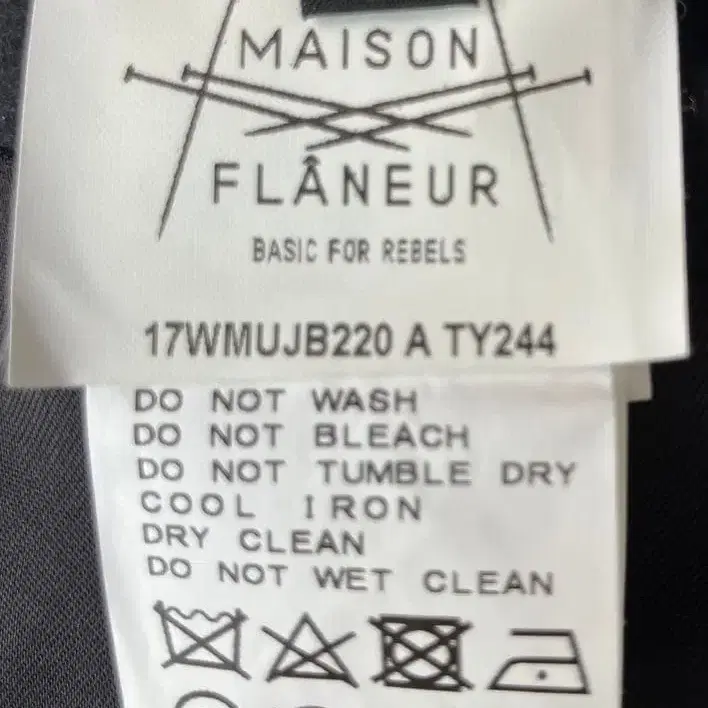 MAISON
FLÂNEUR
BASIC FOR REBELS
17WMUJB220 A TY244
DO NOT WASH
DO NOT BLEACH
DO NOT TUMBLE DRY
COOL IRON
DRY CLEAN
DO NOT WET CLEAN